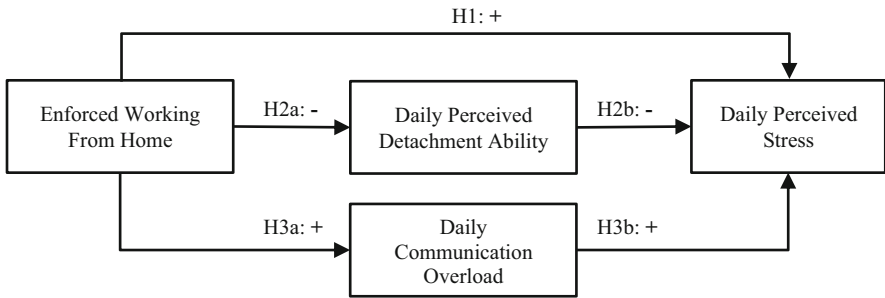 H1: +
Enforced Working
From Home
H2a: -
Daily Perceived
Detachment Ability
H2b: -
Daily Perceived
Stress
H3a: +
Daily
Communication
Overload
H3b: +